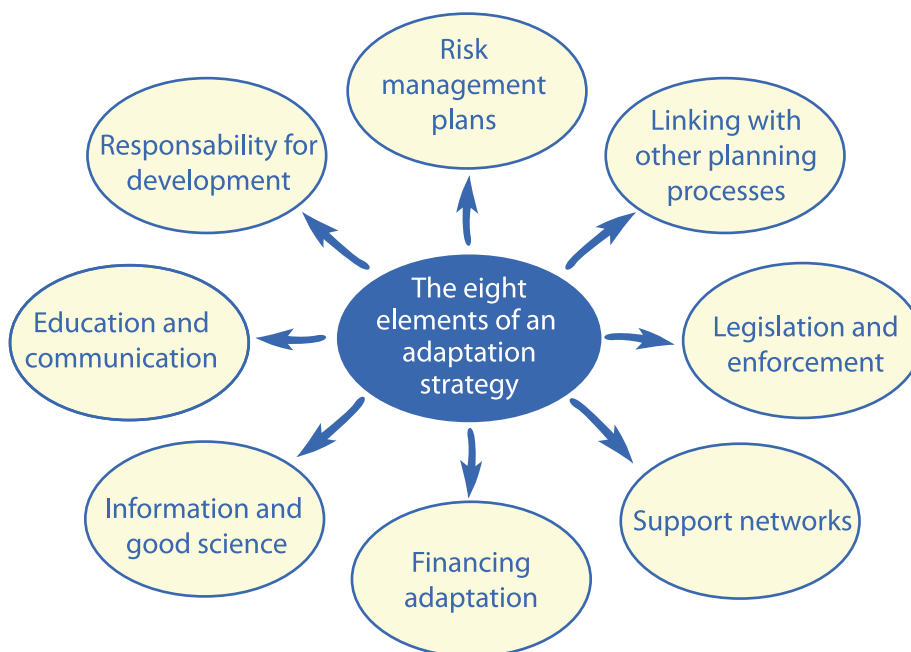 Risk
management
plans
Linking with
other planning
processes
Legislation and
enforcement
Support networks
Financing
adaptation
Information and
good science
Education and
communication
Responsability for
development
The eight
elements of an
adaptation
strategy